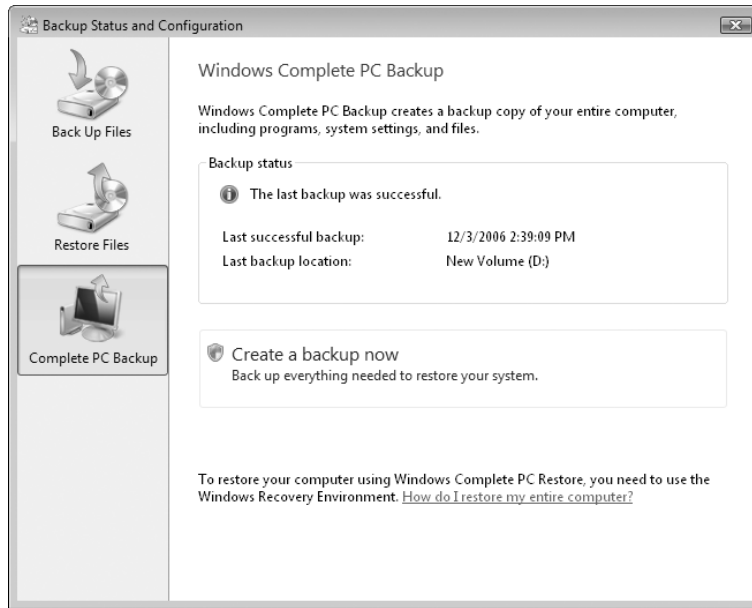 Backup Status and Configuration
Back Up Files
Restore Files
Complete PC Backup
Windows Complete PC Backup
Windows Complete PC Backup creates a backup copy of your entire computer,
including programs, system settings, and files.
Backup status
The last backup was successful.
Last successful backup: 12/3/2006 2:39:09 PM
Last backup location: New Volume (D:)
Create a backup now
Back up everything needed to restore your system.
To restore your computer using Windows Complete PC Restore, you need to use the
Windows Recovery Environment. How do I restore my entire computer?